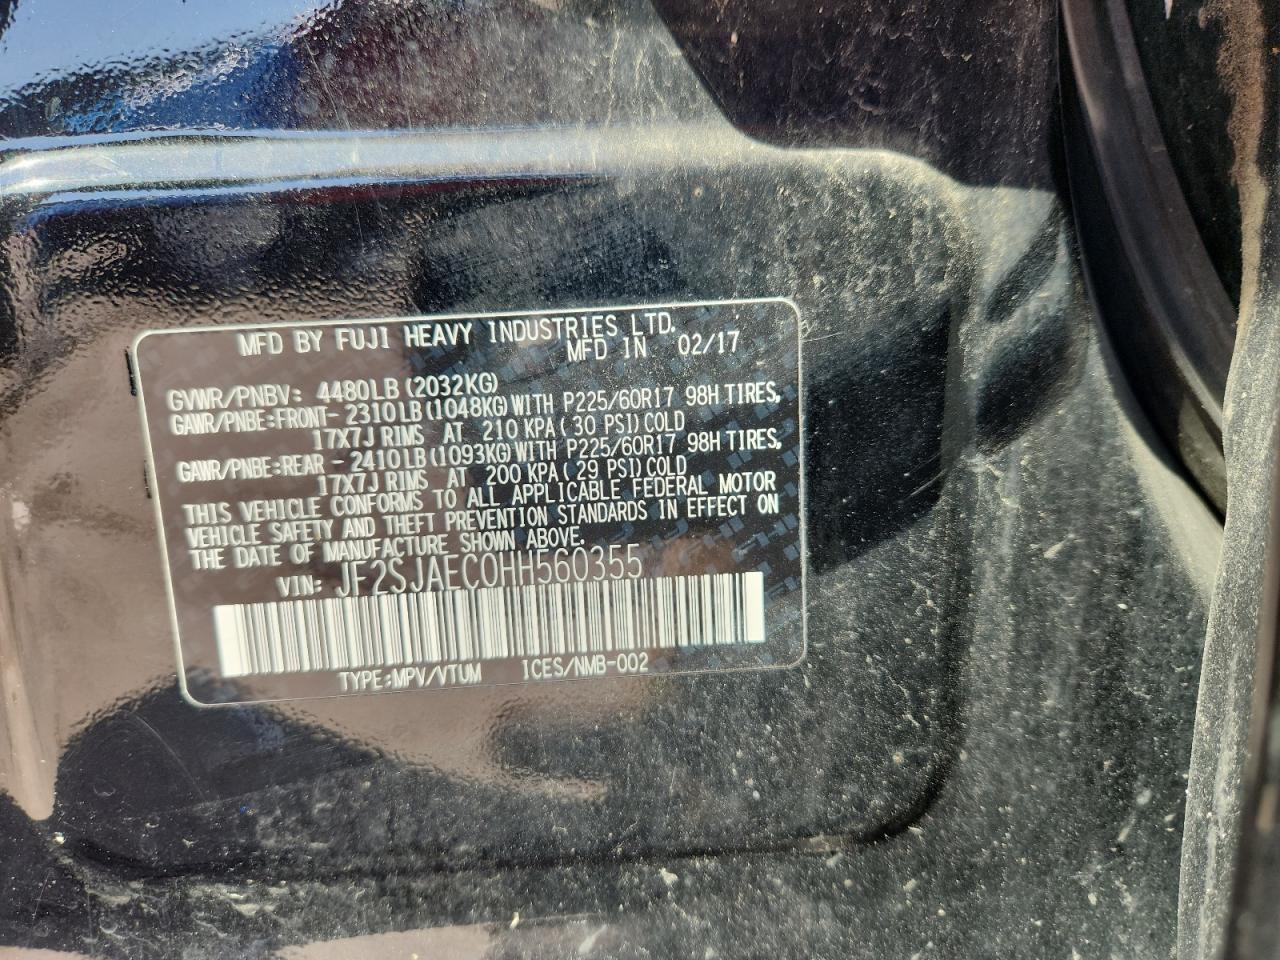 MFD BY FUJI HEAVY INDUSTRIES LTD.
MFD IN 02/17
GVWR/PNBV: 4480LB(2032KG)
GAWR/PNBE:FRONT-2310LB(1048KG)WITH P225/60R17 98H TIRES,
17X7J RIMS AT 210 KPA(30 PSI)COLD
GAWR/PNBE:REAR -2410LB(1093KG)WITH P225/60R17 98H TIRES,
17X7J RIMS AT 200 KPA(29 PSI)COLD
THIS VEHICLE CONFORMS TO ALL APPLICABLE FEDERAL MOTOR
VEHICLE SAFETY AND THEFT PREVENTION STANDARDS IN EFFECT ON
THE DATE OF MANUFACTURE SHOWN ABOVE.
VIN: JF2SJAEC0HH560355
TYPE:MPV/VTUM ICES/NMB-002